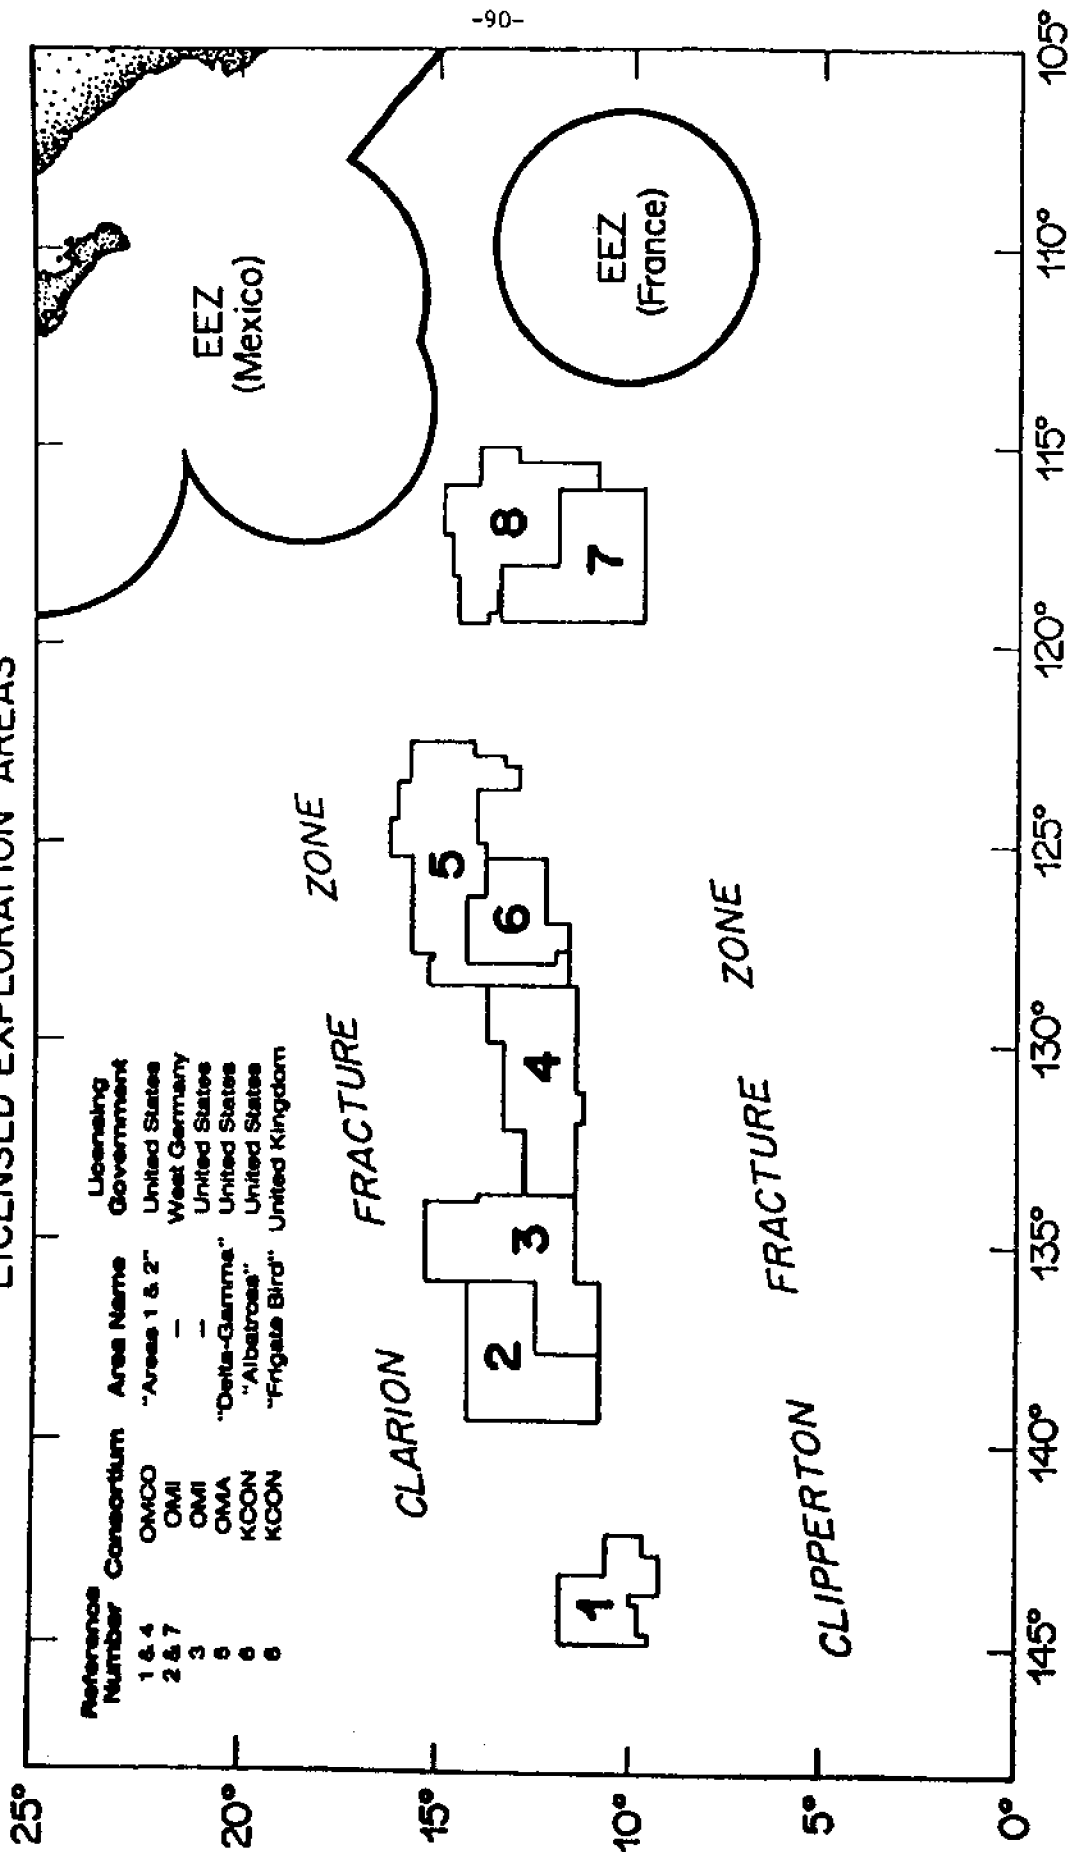 LICENSED EXPLORATION AREAS
-90-
Reference Number Consortium Area Name Licensing Government
1 & 4 OMCO "Areas 1 & 2" United States
2 & 7 OMI — West Germany
3 OMI -- United States
5 OMA "Delta-Gamma" United States
6 KCON "Albatross" United States
8 KCON "Frigate Bird" United Kingdom
EEZ
(Mexico)
EEZ
(France)
CLARION FRACTURE ZONE
CLIPPERTON FRACTURE ZONE
1
2
3
4
5
6
7
8
25°
20°
15°
10°
5°
0°
145° 140° 135° 130° 125° 120° 115° 110° 105°